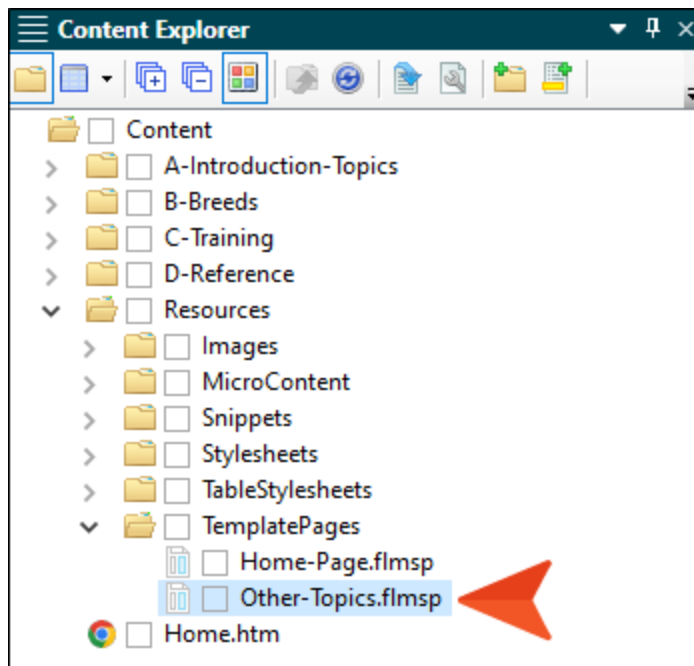 Content Explorer
Content
A-Introduction-Topics
B-Breeds
C-Training
D-Reference
Resources
Images
MicroContent
Snippets
Stylesheets
TableStylesheets
TemplatePages
Home-Page.flmsp
Other-Topics.flmsp
Home.htm